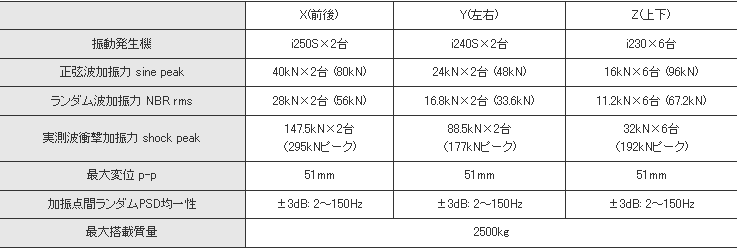 X(前後) Y(左右) Z(上下)
振動発生機 i250S×2台 i240S×2台 i230×6台
正弦波加振力 sine peak 40kN×2台 (80kN) 24kN×2台 (48kN) 16kN×6台 (96kN)
ランダム波加振力 NBR rms 28kN×2台 (56kN) 16.8kN×2台 (33.6kN) 11.2kN×6台 (67.2kN)
実測波衝撃加振力 shock peak 147.5kN×2台 88.5kN×2台 32kN×6台
(295kNピーク) (177kNピーク) (192kNピーク)
最大変位 p-p 51mm 51mm 51mm
加振点間ランダムPSD均一性 ±3dB: 2~150Hz ±3dB: 2~150Hz ±3dB: 2~150Hz
最大搭載質量 2500kg